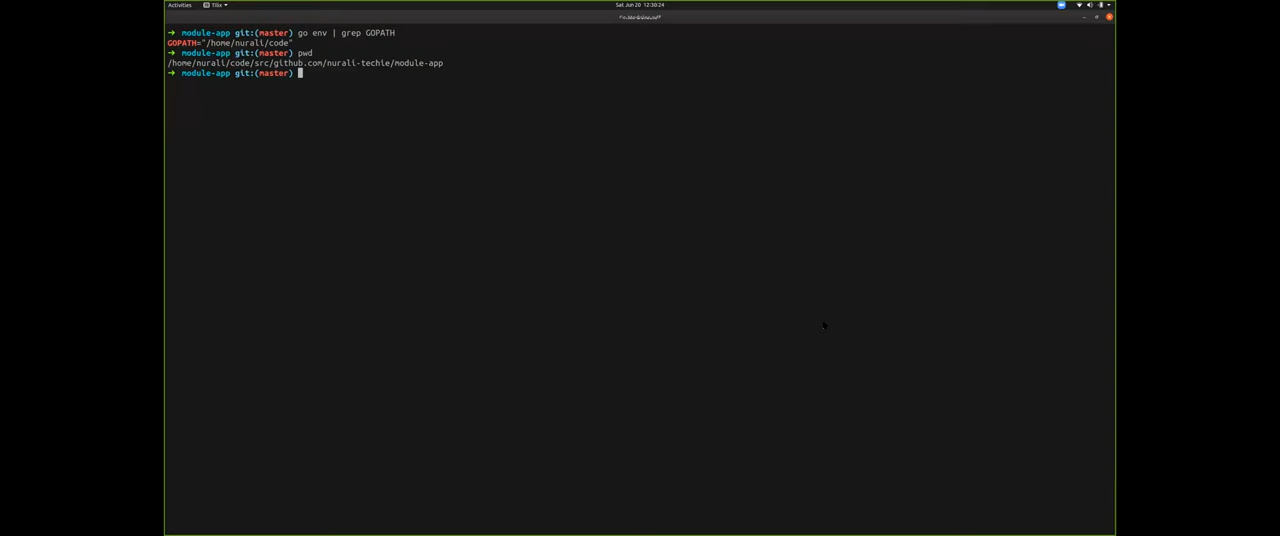 Activities
Tilix
Sat Jun 20 12:30:24
➜ module-app git:(master) go env | grep GOPATH
GOPATH="/home/nurali/code"
➜ module-app git:(master) pwd
/home/nurali/code/src/github.com/nurali-techie/module-app
➜ module-app git:(master)